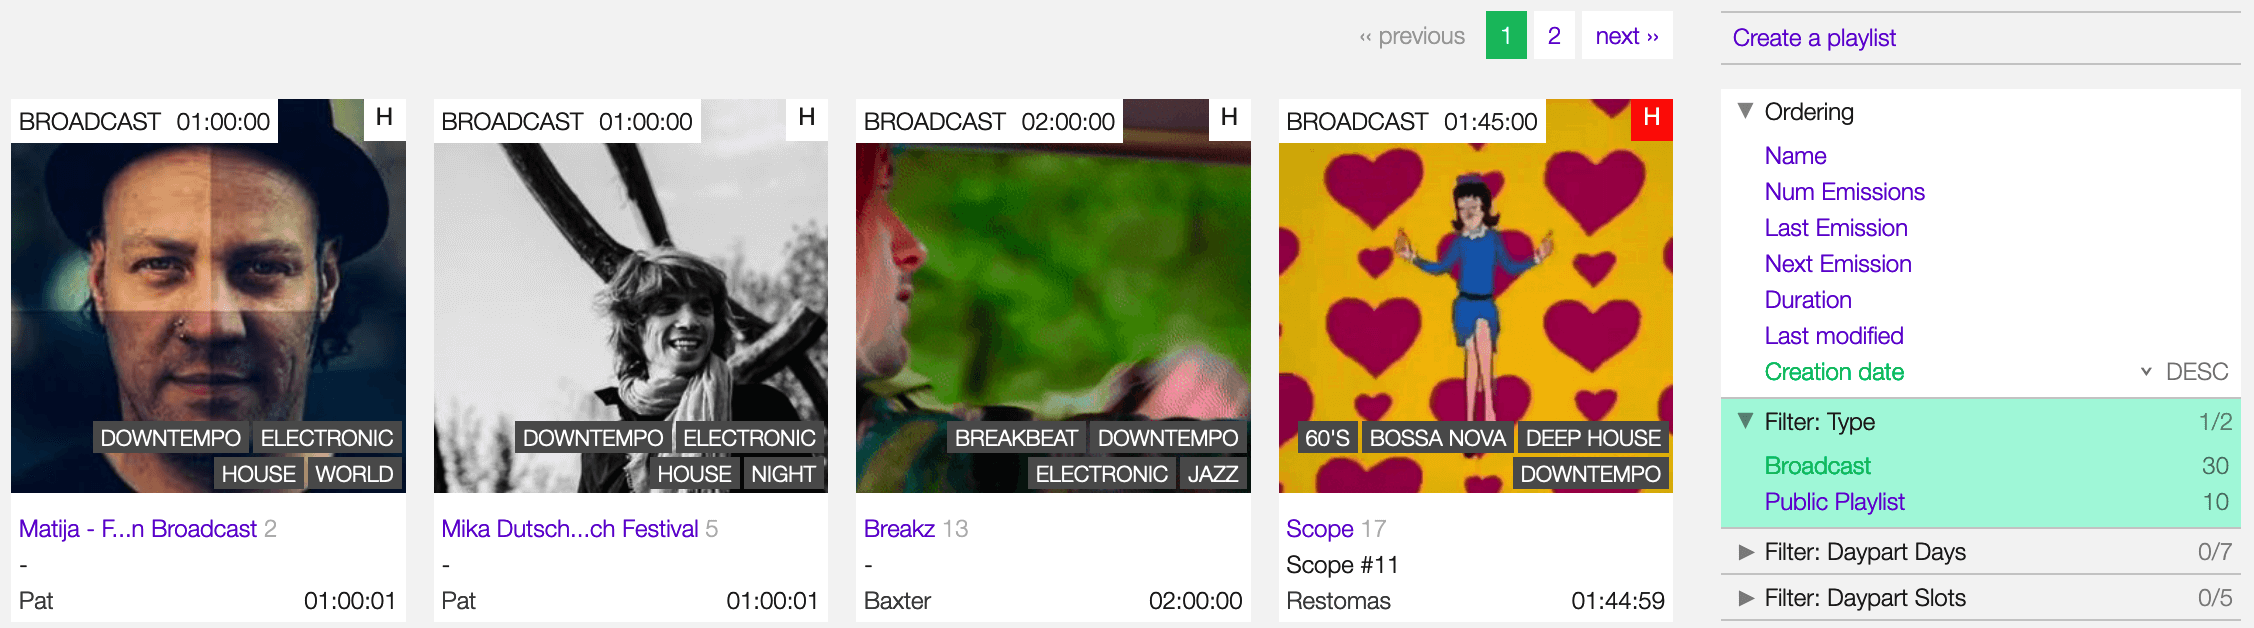 ‹‹ previous 1 2 next ››
Create a playlist
BROADCAST 01:00:00 H
BROADCAST 01:00:00 H
BROADCAST 02:00:00 H
BROADCAST 01:45:00 H
DOWNTEMPO ELECTRONIC
HOUSE WORLD
DOWNTEMPO ELECTRONIC
HOUSE NIGHT
BREAKBEAT DOWNTEMPO
ELECTRONIC JAZZ
60'S BOSSA NOVA DEEP HOUSE
DOWNTEMPO
Matija - F...n Broadcast 2
-
Pat 01:00:01
Mika Dutsch...ch Festival 5
-
Pat 01:00:01
Breakz 13
-
Baxter 02:00:00
Scope 17
Scope #11
Restomas 01:44:59
Ordering
Name
Num Emissions
Last Emission
Next Emission
Duration
Last modified
Creation date DESC
Filter: Type 1/2
Broadcast 30
Public Playlist 10
Filter: Daypart Days 0/7
Filter: Daypart Slots 0/5